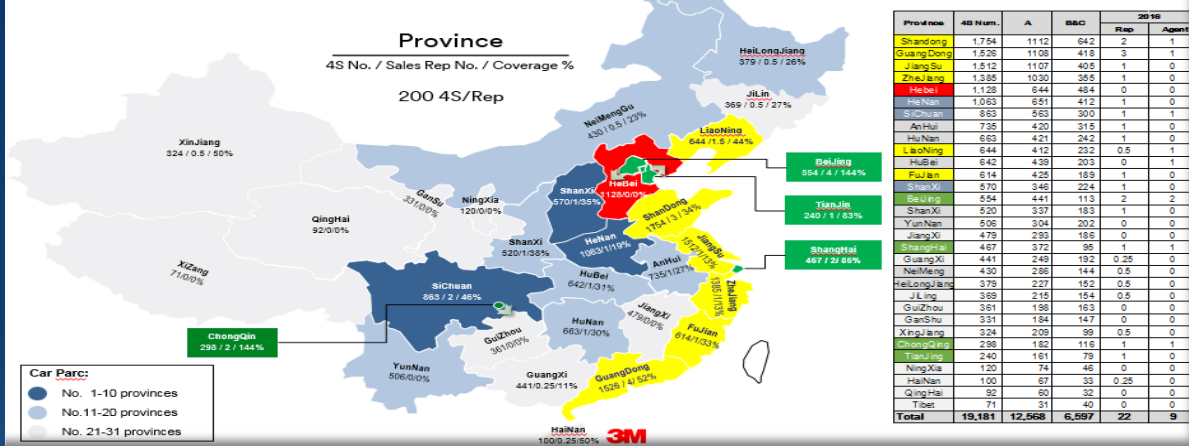 Province
4S No. / Sales Rep No. / Coverage %
200 4S/Rep
HeiLongJiang
379 / 0.5 / 26%
JiLin
369 / 0.5 / 27%
NeiMengGu
430 / 0.5 / 23%
LiaoNing
644 / 1.5 / 44%
XinJiang
324 / 0.5 / 50%
BeiJing
554 / 4 / 144%
HeBei
1128/0/0%
ShanXi
570/1/35%
GanSu
331/0/0%
NingXia
120/0/0%
TianJin
240 / 1 / 83%
QingHai
92/0/0%
ShanDong
1754 / 3 / 34%
ShanXi
520/1/38%
HeNan
1063/1/19%
JiangSu
1512/1/13%
ShangHai
467 / 2/ 86%
XiZang
71/0/0%
AnHui
735/1/27%
HuBei
642/1/31%
SiChuan
863 / 2 / 46%
ZheJiang
1385/1/13%
JiangXi
479/0/0%
HuNan
663/1/30%
ChongQin
298 / 2 / 144%
GuiZhou
361/0/0%
FuJian
614/1/33%
YunNan
506/0/0%
GuangXi
441/0.25/11%
GuangDong
1526 / 4/ 52%
HaiNan
100/0.25/50%
3M
Car Parc:
No. 1-10 provinces
No.11-20 provinces
No. 21-31 provinces
Province 4S Num. A B&C 2016
Rep Agent
Shandong 1,754 1112 642 2 1
GuangDong 1,526 1108 418 3 1
JiangSu 1,512 1107 405 1 0
ZheJiang 1,385 1030 355 1 0
Hebei 1,128 644 484 0 0
HeNan 1,063 651 412 1 0
SiChuan 863 563 300 1 1
AnHui 735 420 315 1 0
HuNan 663 421 242 1 0
LiaoNing 644 412 232 0.5 1
HuBei 642 439 203 0 1
FuJian 614 425 189 1 0
ShanXi 570 346 224 1 0
BeiJing 554 441 113 2 2
ShanXi 520 337 183 1 0
YunNan 506 304 202 0 0
JiangXi 479 293 186 0 0
ShangHai 467 372 95 1 1
GuangXi 441 249 192 0.25 0
NeiMeng 430 286 144 0.5 0
HeiLongJiang 379 227 152 0.5 0
JiLing 369 215 154 0.5 0
GuiZhou 361 198 163 0 0
GanShu 331 184 147 0 0
XingJiang 324 209 99 0.5 0
ChongQing 298 182 116 1 1
TianJing 240 161 79 1 0
NingXia 120 74 46 0 0
HaiNan 100 67 33 0.25 0
QingHai 92 60 32 0 0
Tibet 71 31 40 0 0
Total 19,181 12,568 6,597 22 9